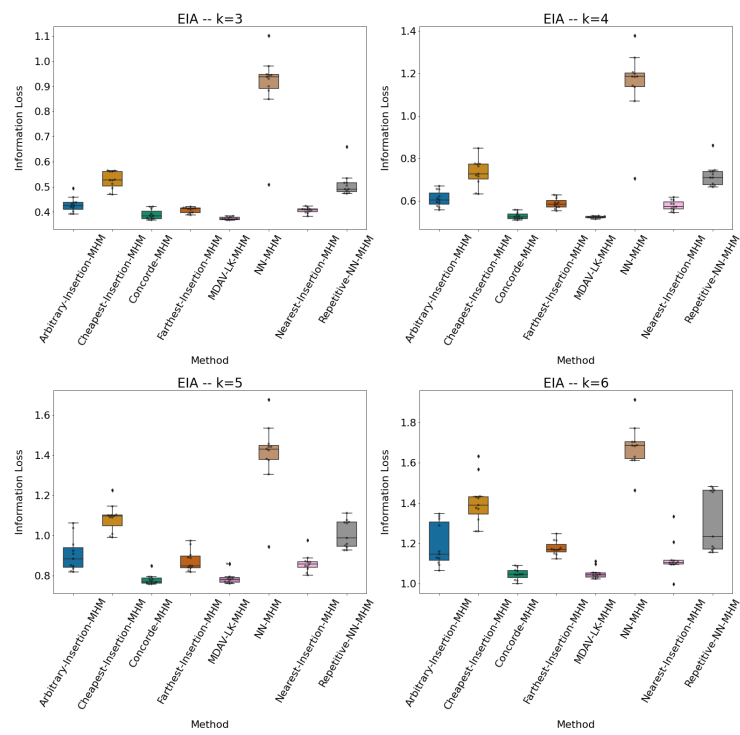 EIA -- k=3
Information Loss
1.1
1.0
0.9
0.8
0.7
0.6
0.5
0.4
Arbitrary-Insertion-MHM
Cheapest-Insertion-MHM
Concorde-MHM
Farthest-Insertion-MHM
MDAV-LK-MHM
NN-MHM
Nearest-Insertion-MHM
Repetitive-NN-MHM
Method
EIA -- k=4
Information Loss
1.4
1.2
1.0
0.8
0.6
Arbitrary-Insertion-MHM
Cheapest-Insertion-MHM
Concorde-MHM
Farthest-Insertion-MHM
MDAV-LK-MHM
NN-MHM
Nearest-Insertion-MHM
Repetitive-NN-MHM
Method
EIA -- k=5
Information Loss
1.6
1.4
1.2
1.0
0.8
Arbitrary-Insertion-MHM
Cheapest-Insertion-MHM
Concorde-MHM
Farthest-Insertion-MHM
MDAV-LK-MHM
NN-MHM
Nearest-Insertion-MHM
Repetitive-NN-MHM
Method
EIA -- k=6
Information Loss
1.8
1.6
1.4
1.2
1.0
Arbitrary-Insertion-MHM
Cheapest-Insertion-MHM
Concorde-MHM
Farthest-Insertion-MHM
MDAV-LK-MHM
NN-MHM
Nearest-Insertion-MHM
Repetitive-NN-MHM
Method